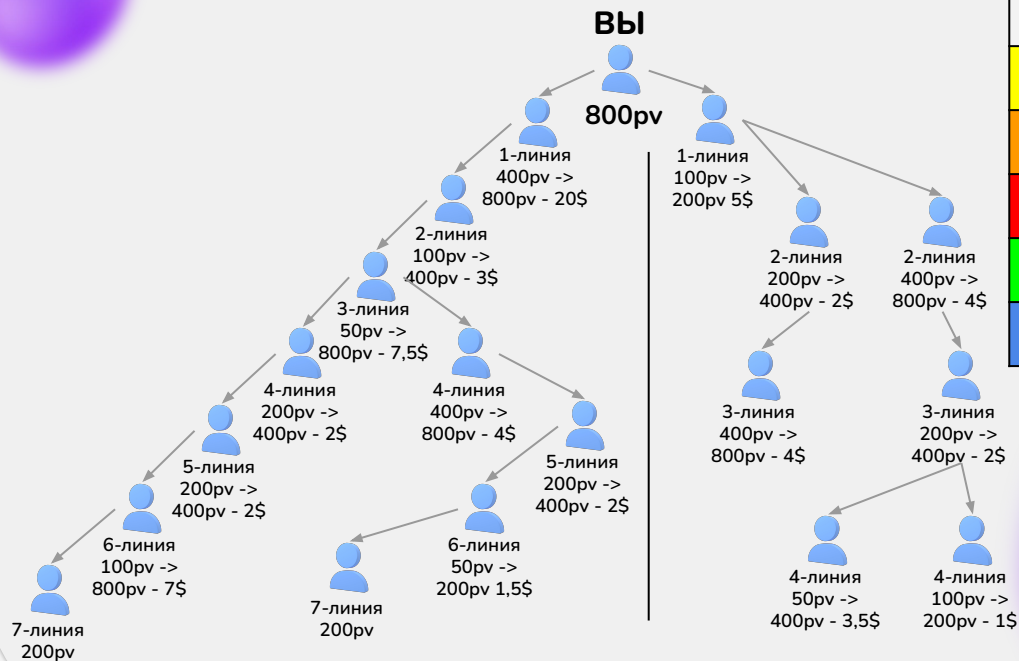 ВЫ
800pv
1-линия
400pv ->
800pv - 20$
1-линия
100pv ->
200pv 5$
2-линия
100pv ->
400pv - 3$
2-линия
200pv ->
400pv - 2$
2-линия
400pv ->
800pv - 4$
3-линия
50pv ->
800pv - 7,5$
4-линия
200pv ->
400pv - 2$
4-линия
400pv ->
800pv - 4$
3-линия
400pv ->
800pv - 4$
3-линия
200pv ->
400pv - 2$
5-линия
200pv ->
400pv - 2$
5-линия
200pv ->
400pv - 2$
6-линия
100pv ->
800pv - 7$
6-линия
50pv ->
200pv 1,5$
4-линия
50pv ->
400pv - 3,5$
4-линия
100pv ->
200pv - 1$
7-линия
200pv
7-линия
200pv